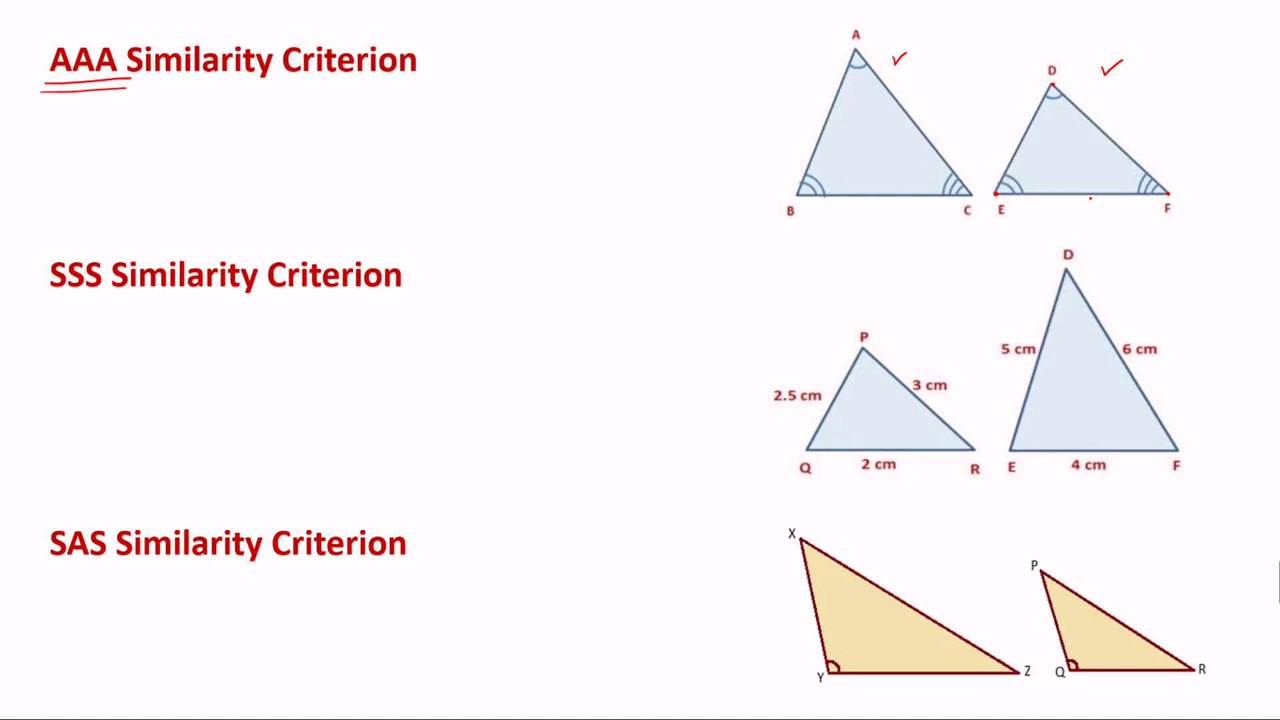 AAA Similarity Criterion
A
D
B
C
E
F
SSS Similarity Criterion
D
P
5 cm
6 cm
2.5 cm
3 cm
Q
2 cm
R
E
4 cm
F
SAS Similarity Criterion
X
P
Y
Z
Q
R